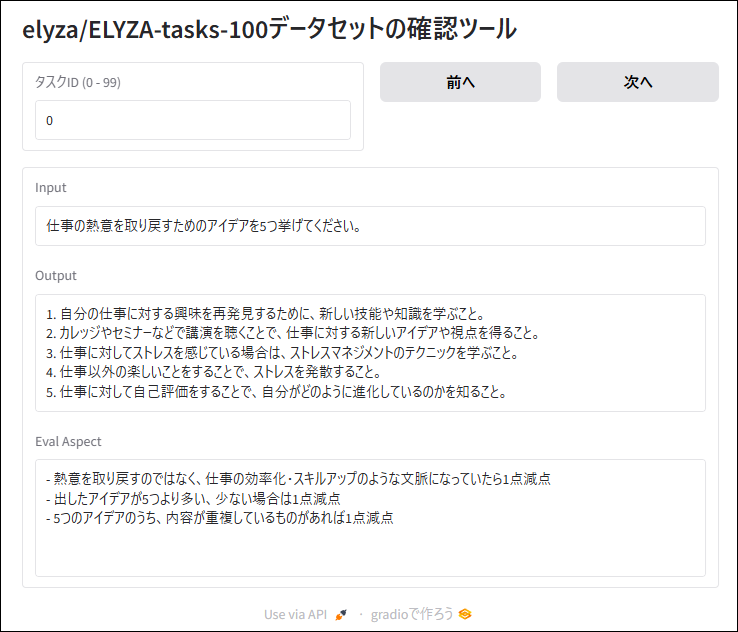 elyza/ELYZA-tasks-100データセットの確認ツール
タスクID (0 - 99)
0
前へ
次へ
Input
仕事の熱意を取り戻すためのアイデアを5つ挙げてください。
Output
1. 自分の仕事に対する興味を再発見するために、新しい技能や知識を学ぶこと。
2. カレッジやセミナーなどで講演を聴くことで、仕事に対する新しいアイデアや視点を得ること。
3. 仕事に対してストレスを感じている場合は、ストレスマネジメントのテクニックを学ぶこと。
4. 仕事以外の楽しいことをすることで、ストレスを発散すること。
5. 仕事に対して自己評価をすることで、自分がどのように進化しているのかを知ること。
Eval Aspect
- 熱意を取り戻すのではなく、仕事の効率化・スキルアップのような文脈になっていたら1点減点
- 出したアイデアが5つより多い、少ない場合は1点減点
- 5つのアイデアのうち、内容が重複しているものがあれば1点減点
Use via API · gradioで作ろう